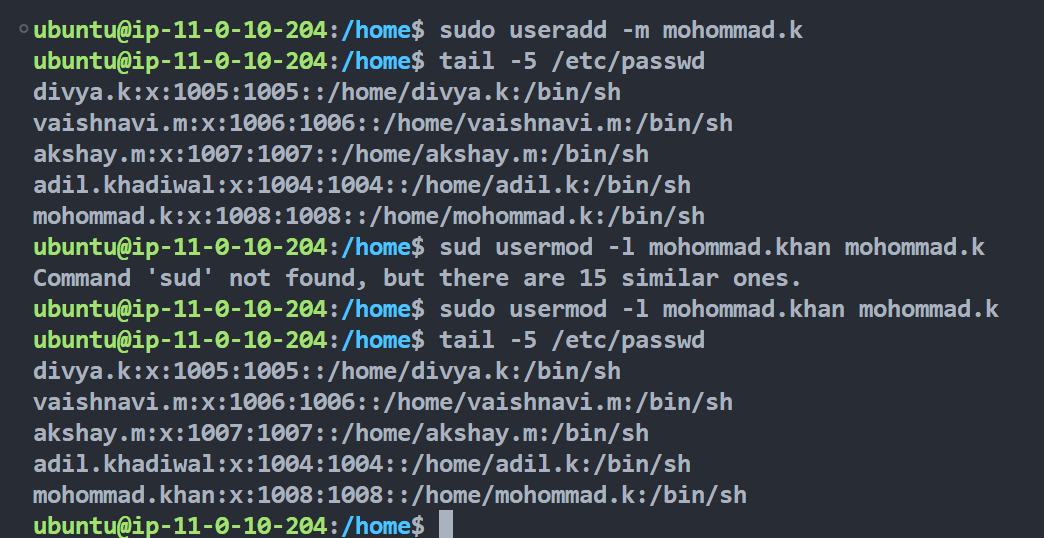 ubuntu@ip-11-0-10-204:/home$ sudo useradd -m mohommad.k
ubuntu@ip-11-0-10-204:/home$ tail -5 /etc/passwd
divya.k:x:1005:1005::/home/divya.k:/bin/sh
vaishnavi.m:x:1006:1006::/home/vaishnavi.m:/bin/sh
akshay.m:x:1007:1007::/home/akshay.m:/bin/sh
adil.khadiwal:x:1004:1004::/home/adil.k:/bin/sh
mohommad.k:x:1008:1008::/home/mohommad.k:/bin/sh
ubuntu@ip-11-0-10-204:/home$ sud usermod -l mohommad.khan mohommad.k
Command 'sud' not found, but there are 15 similar ones.
ubuntu@ip-11-0-10-204:/home$ sudo usermod -l mohommad.khan mohommad.k
ubuntu@ip-11-0-10-204:/home$ tail -5 /etc/passwd
divya.k:x:1005:1005::/home/divya.k:/bin/sh
vaishnavi.m:x:1006:1006::/home/vaishnavi.m:/bin/sh
akshay.m:x:1007:1007::/home/akshay.m:/bin/sh
adil.khadiwal:x:1004:1004::/home/adil.k:/bin/sh
mohommad.khan:x:1008:1008::/home/mohommad.k:/bin/sh
ubuntu@ip-11-0-10-204:/home$